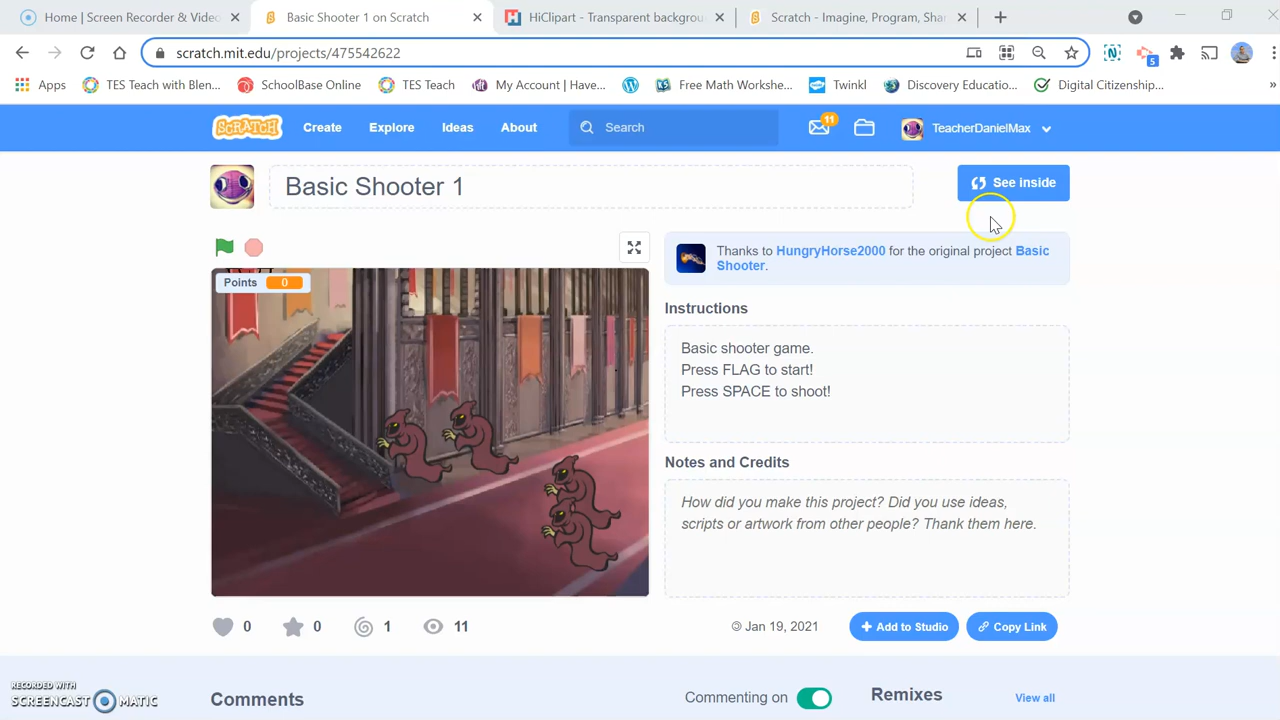 Home | Screen Recorder & Vide
Basic Shooter 1 on Scratch
HiClipart - Transparent backgrou
Scratch - Imagine, Program, Sha
scratch.mit.edu/projects/475542622
5
Apps
TES Teach with Blen...
SchoolBase Online
TES Teach
My Account | Have...
Free Math Workshe...
Twinkl
Discovery Educatio...
Digital Citizenship...
SCRATCH
Create
Explore
Ideas
About
Search
11
TeacherDanielMax
Basic Shooter 1
See inside
Thanks to HungryHorse2000 for the original project Basic
Shooter.
Points 0
Instructions
Basic shooter game.
Press FLAG to start!
Press SPACE to shoot!
Notes and Credits
How did you make this project? Did you use ideas,
scripts or artwork from other people? Thank them here.
0
0
1
11
Jan 19, 2021
Add to Studio
Copy Link
Comments
Commenting on
Remixes
View all
RECORDED WITH
SCREENCAST MATIC